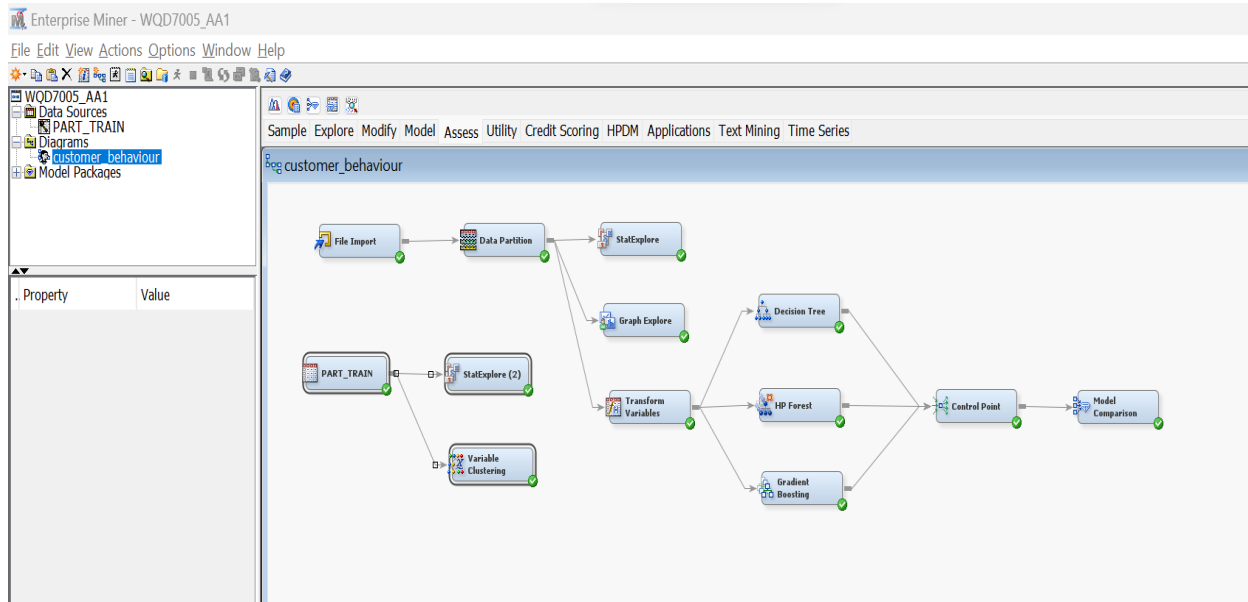 Enterprise Miner - WQD7005_AA1
File Edit View Actions Options Window Help
WQD7005_AA1
Data Sources
PART_TRAIN
Diagrams
customer_behaviour
Model Packages
.. Property Value
Sample Explore Modify Model Assess Utility Credit Scoring HPDM Applications Text Mining Time Series
customer_behaviour
File Import
Data Partition
StatExplore
Graph Explore
Decision Tree
PART_TRAIN
StatExplore (2)
Transform
Variables
HP Forest
Control Point
Model
Comparison
Variable
Clustering
Gradient
Boosting